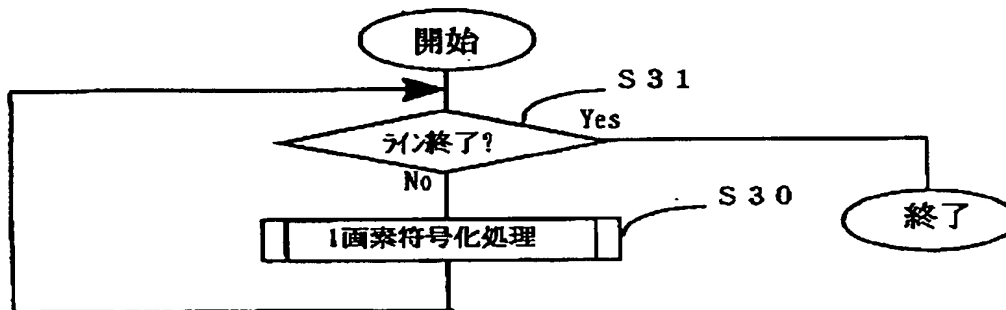 開始
S31
Yes
ライン終了?
No
S30
終了
1画素符号化処理